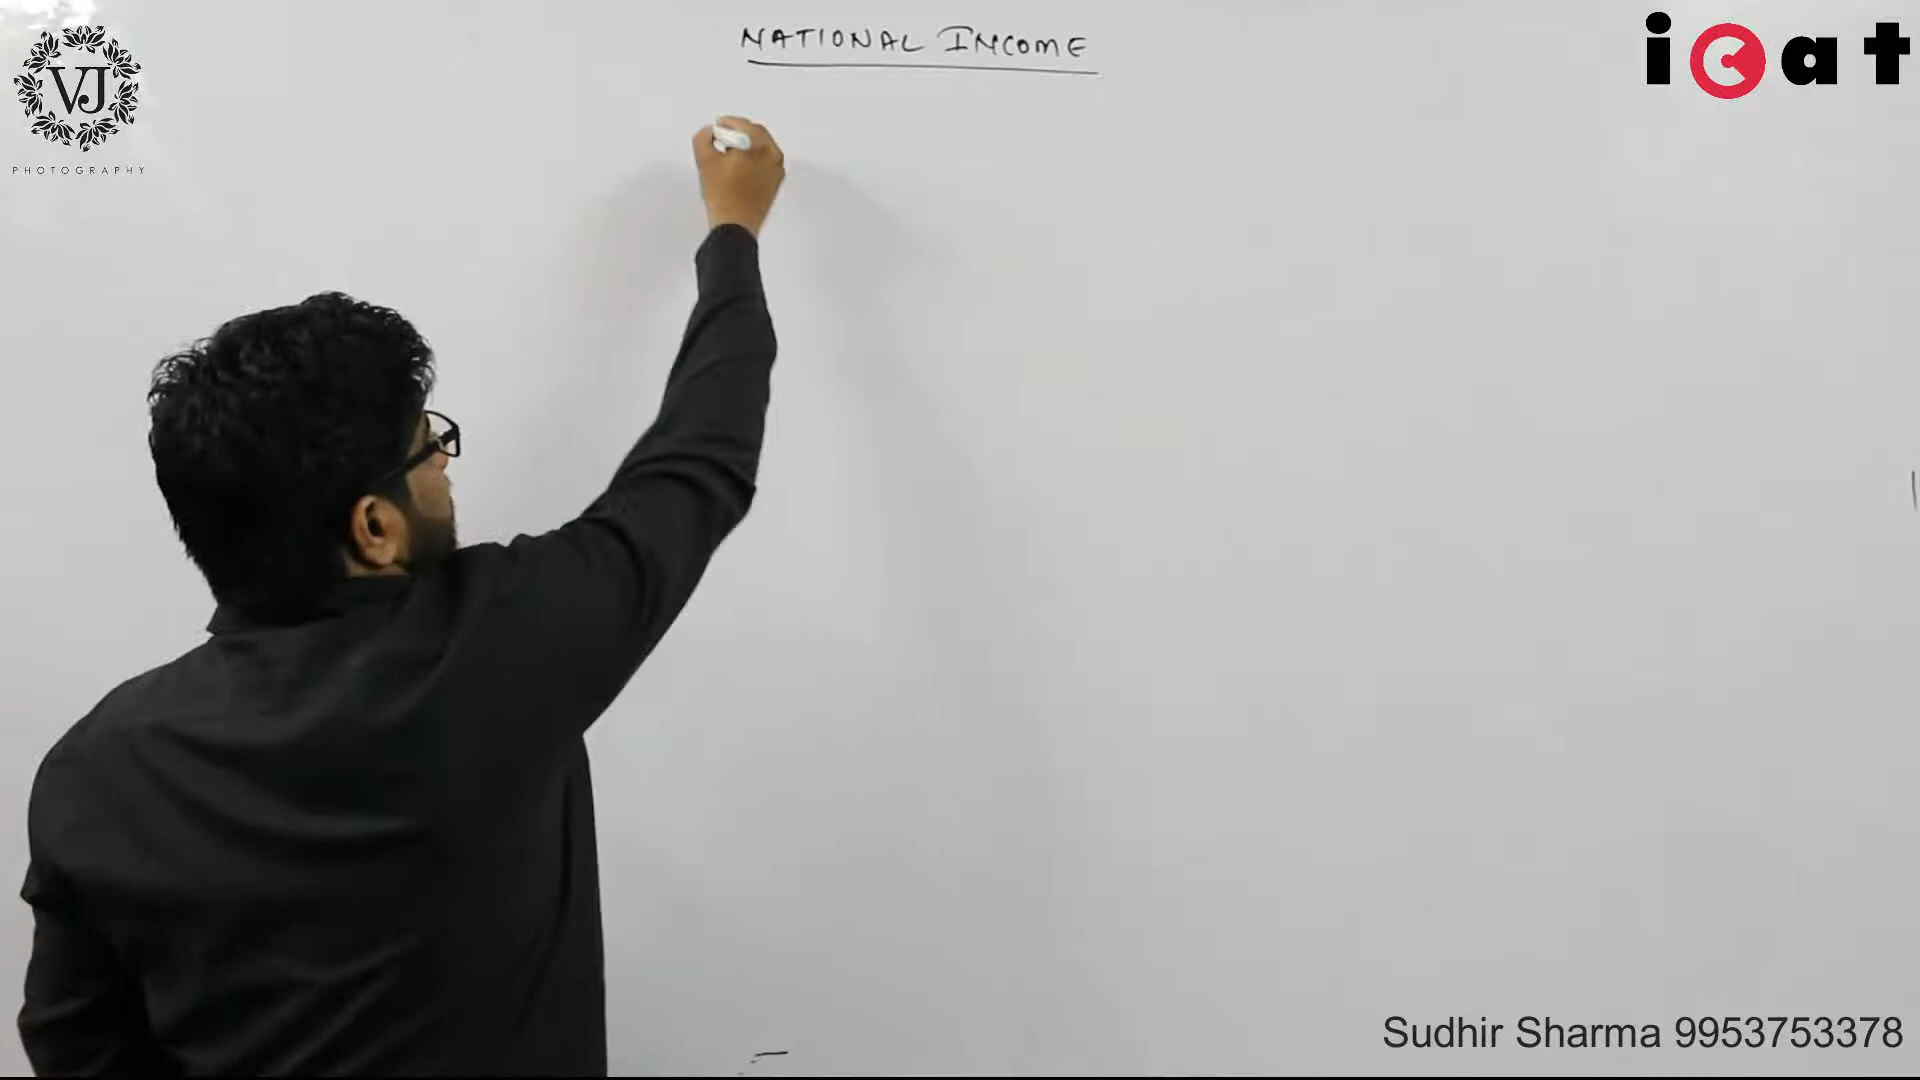 NATIONAL INCOME
VJ
PHOTOGRAPHY
icat
Sudhir Sharma 9953753378